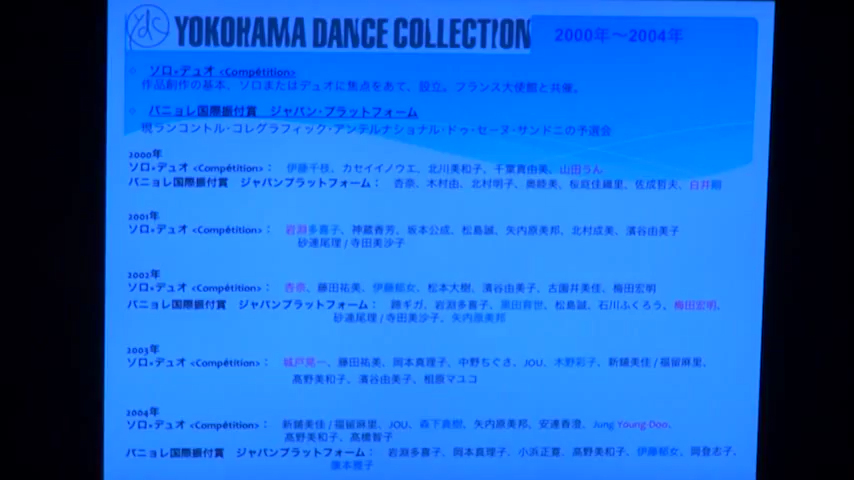 ydc YOKOHAMA DANCE COLLECTION 2000年～2004年
○ ソロ×デュオ <Compétition>
作品創作の基本、ソロまたはデュオに焦点をあて、設立。フランス大使館と共催。
○ バニョレ国際振付賞 ジャパン・プラットフォーム
現ランコントル・コレグラフィック・アンテルナショナル・ドゥ・セーヌ・サンドニの予選会
2000年
ソロ×デュオ <Compétition>： 伊藤千枝、カセイイノウエ、北川美和子、千葉真由美、山田うん
バニョレ国際振付賞 ジャパンプラットフォーム： 杏奈、木村由、北村明子、奥睦美、桜庭佳織里、佐成哲夫、白井剛
2001年
ソロ×デュオ <Compétition>： 岩淵多喜子、神蔵香芳、坂本公成、松島誠、矢内原美邦、北村成美、濱谷由美子
砂連尾理 / 寺田美沙子
2002年
ソロ×デュオ <Compétition>： 杏奈、藤田祐美、伊藤郁女、松本大樹、濱谷由美子、古園井美佳、梅田宏明
バニョレ国際振付賞 ジャパンプラットフォーム： 踊ギガ、岩淵多喜子、黒田育世、松島誠、石川ふくろう、梅田宏明、
砂連尾理 / 寺田美沙子、矢内原美邦
2003年
ソロ×デュオ <Compétition>： 城戸晃一、藤田祐美、岡本真理子、中野ちぐさ、JOU、木野彩子、新鋪美佳 / 福留麻里、
高野美和子、濱谷由美子、相原マユコ
2004年
ソロ×デュオ <Compétition>： 新鋪美佳 / 福留麻里、JOU、森下真樹、矢内原美邦、安達香澄、Jung Young Doo、
高野美和子、高橋智子
バニョレ国際振付賞 ジャパンプラットフォーム： 岩淵多喜子、岡本真理子、小浜正寛、高野美和子、伊藤郁女、岡登志子、
康本雅子